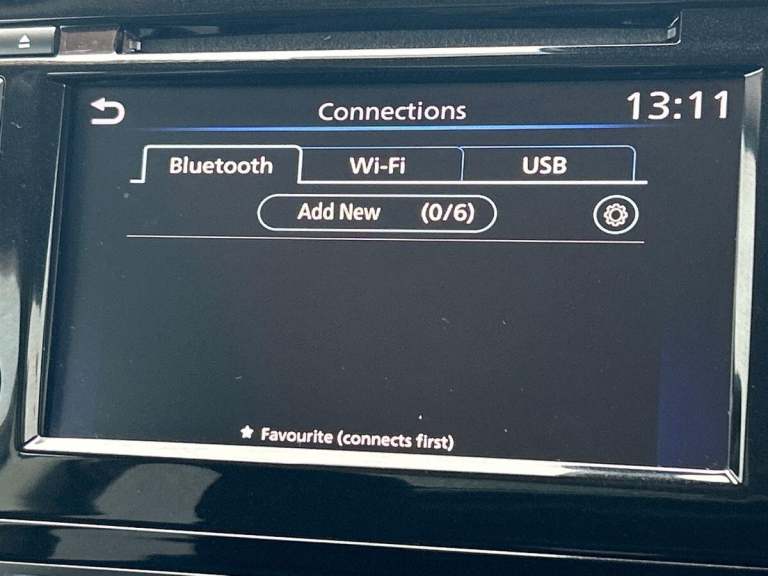 Connections
13:11
Bluetooth
Wi-Fi
USB
Add New (0/6)
Favourite (connects first)